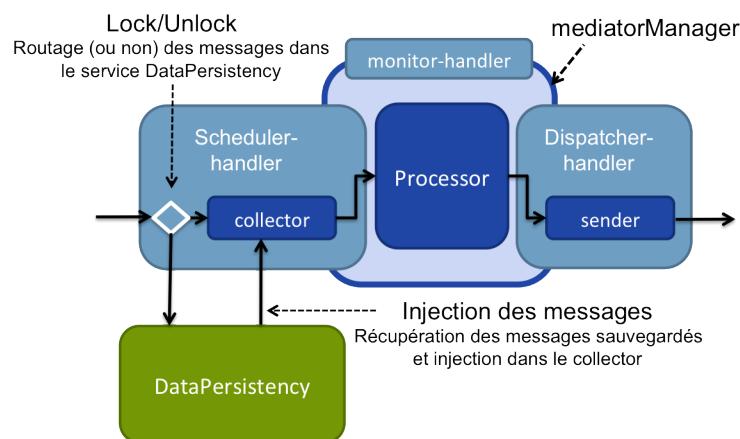 Lock/Unlock
Routage (ou non) des messages dans
le service DataPersistency
mediatorManager
monitor-handler
Scheduler-
handler
Dispatcher-
handler
Processor
collector
sender
Injection des messages
Récupération des messages sauvegardés
et injection dans le collector
DataPersistency